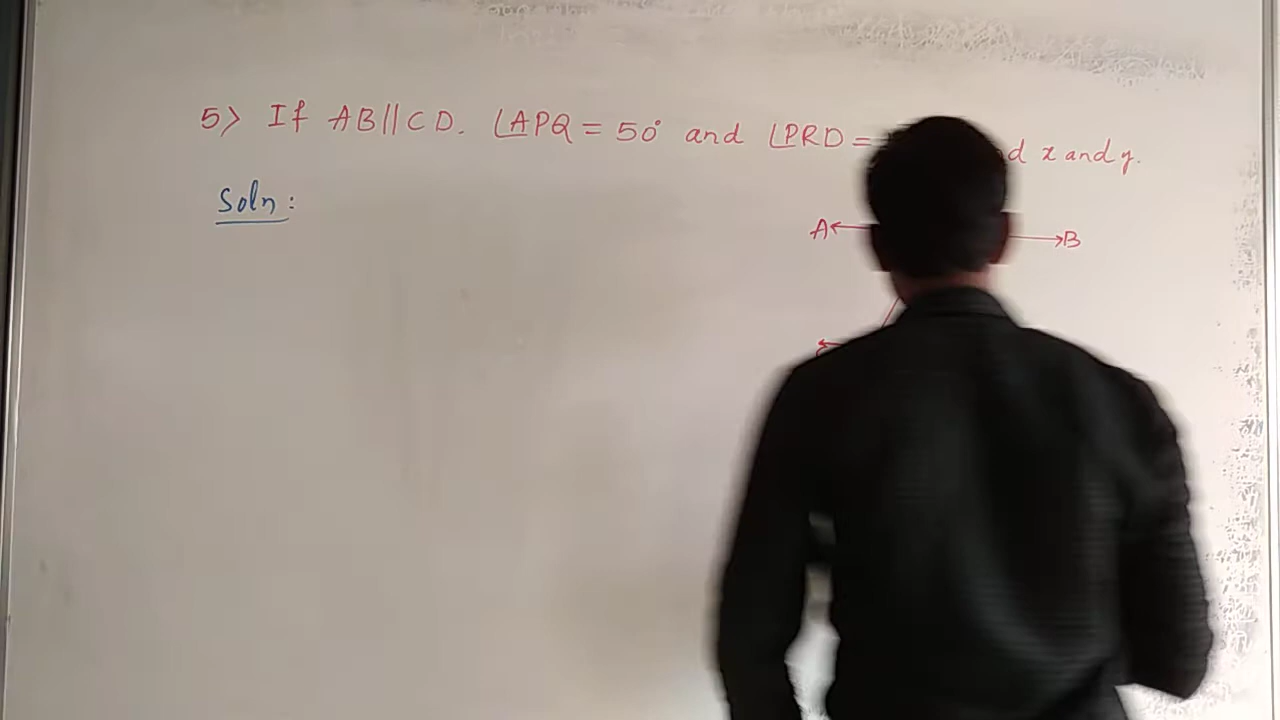 5> If AB||CD. ∠APQ = 50° and ∠PRD = d x and y.
Soln:
A B